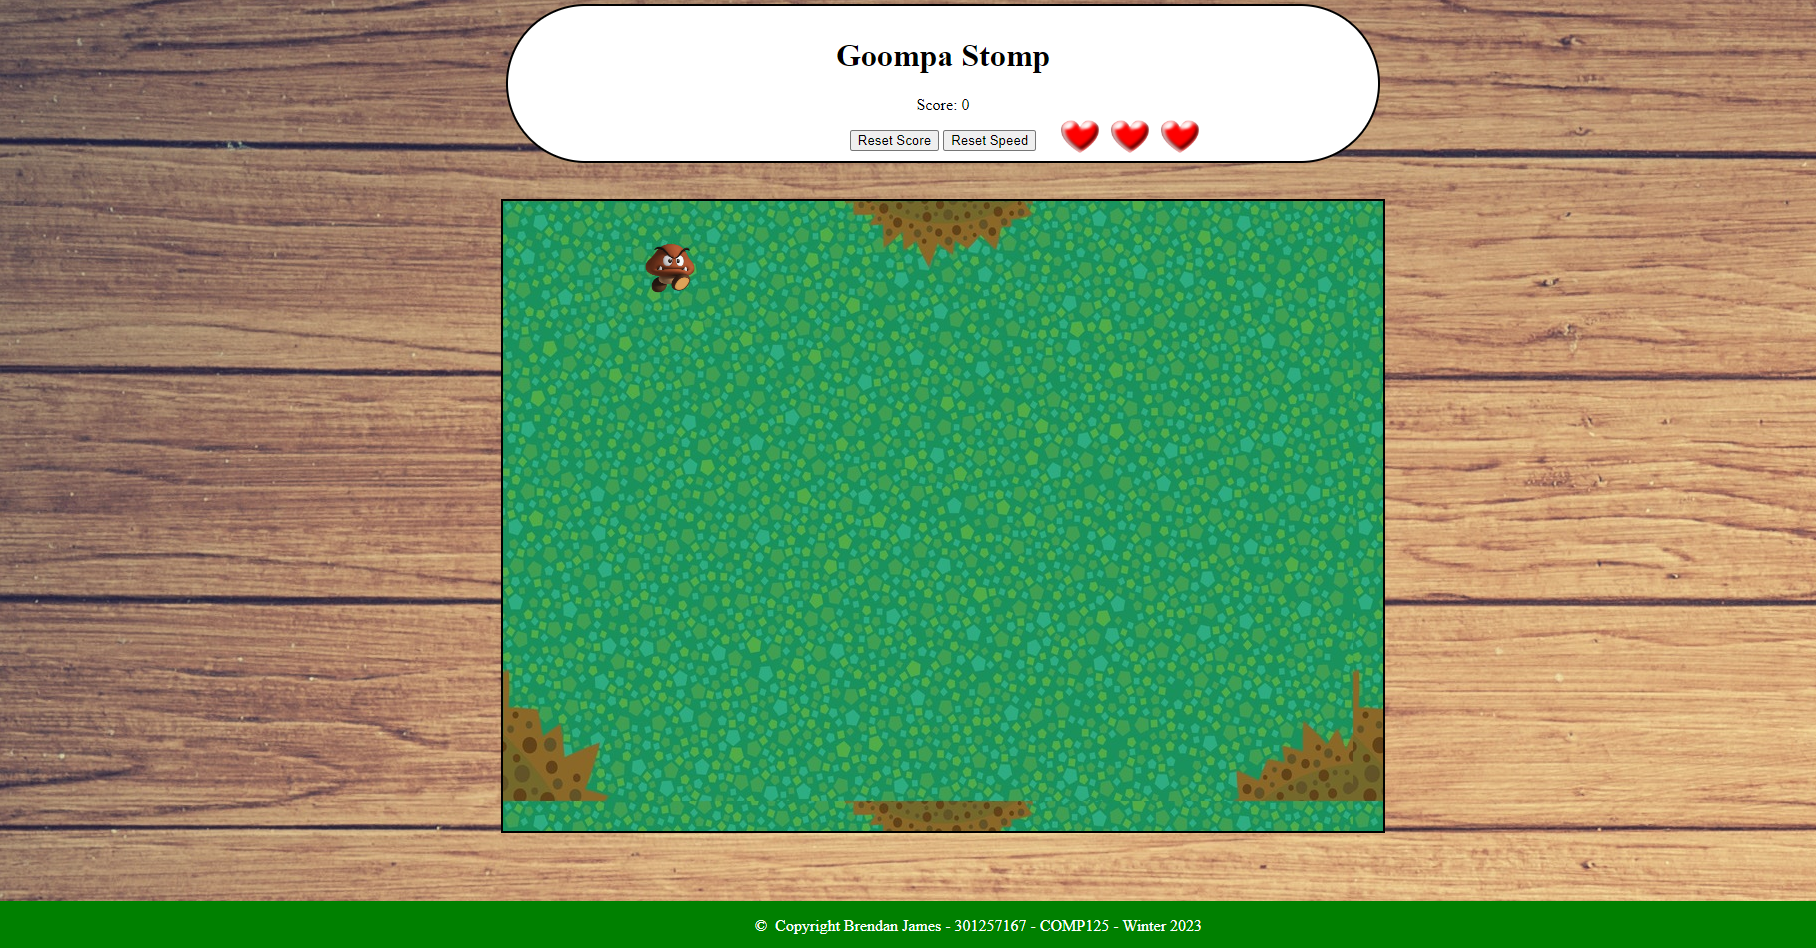 Goompa Stomp
Score: 0
Reset Score Reset Speed
© Copyright Brendan James - 301257167 - COMP125 - Winter 2023